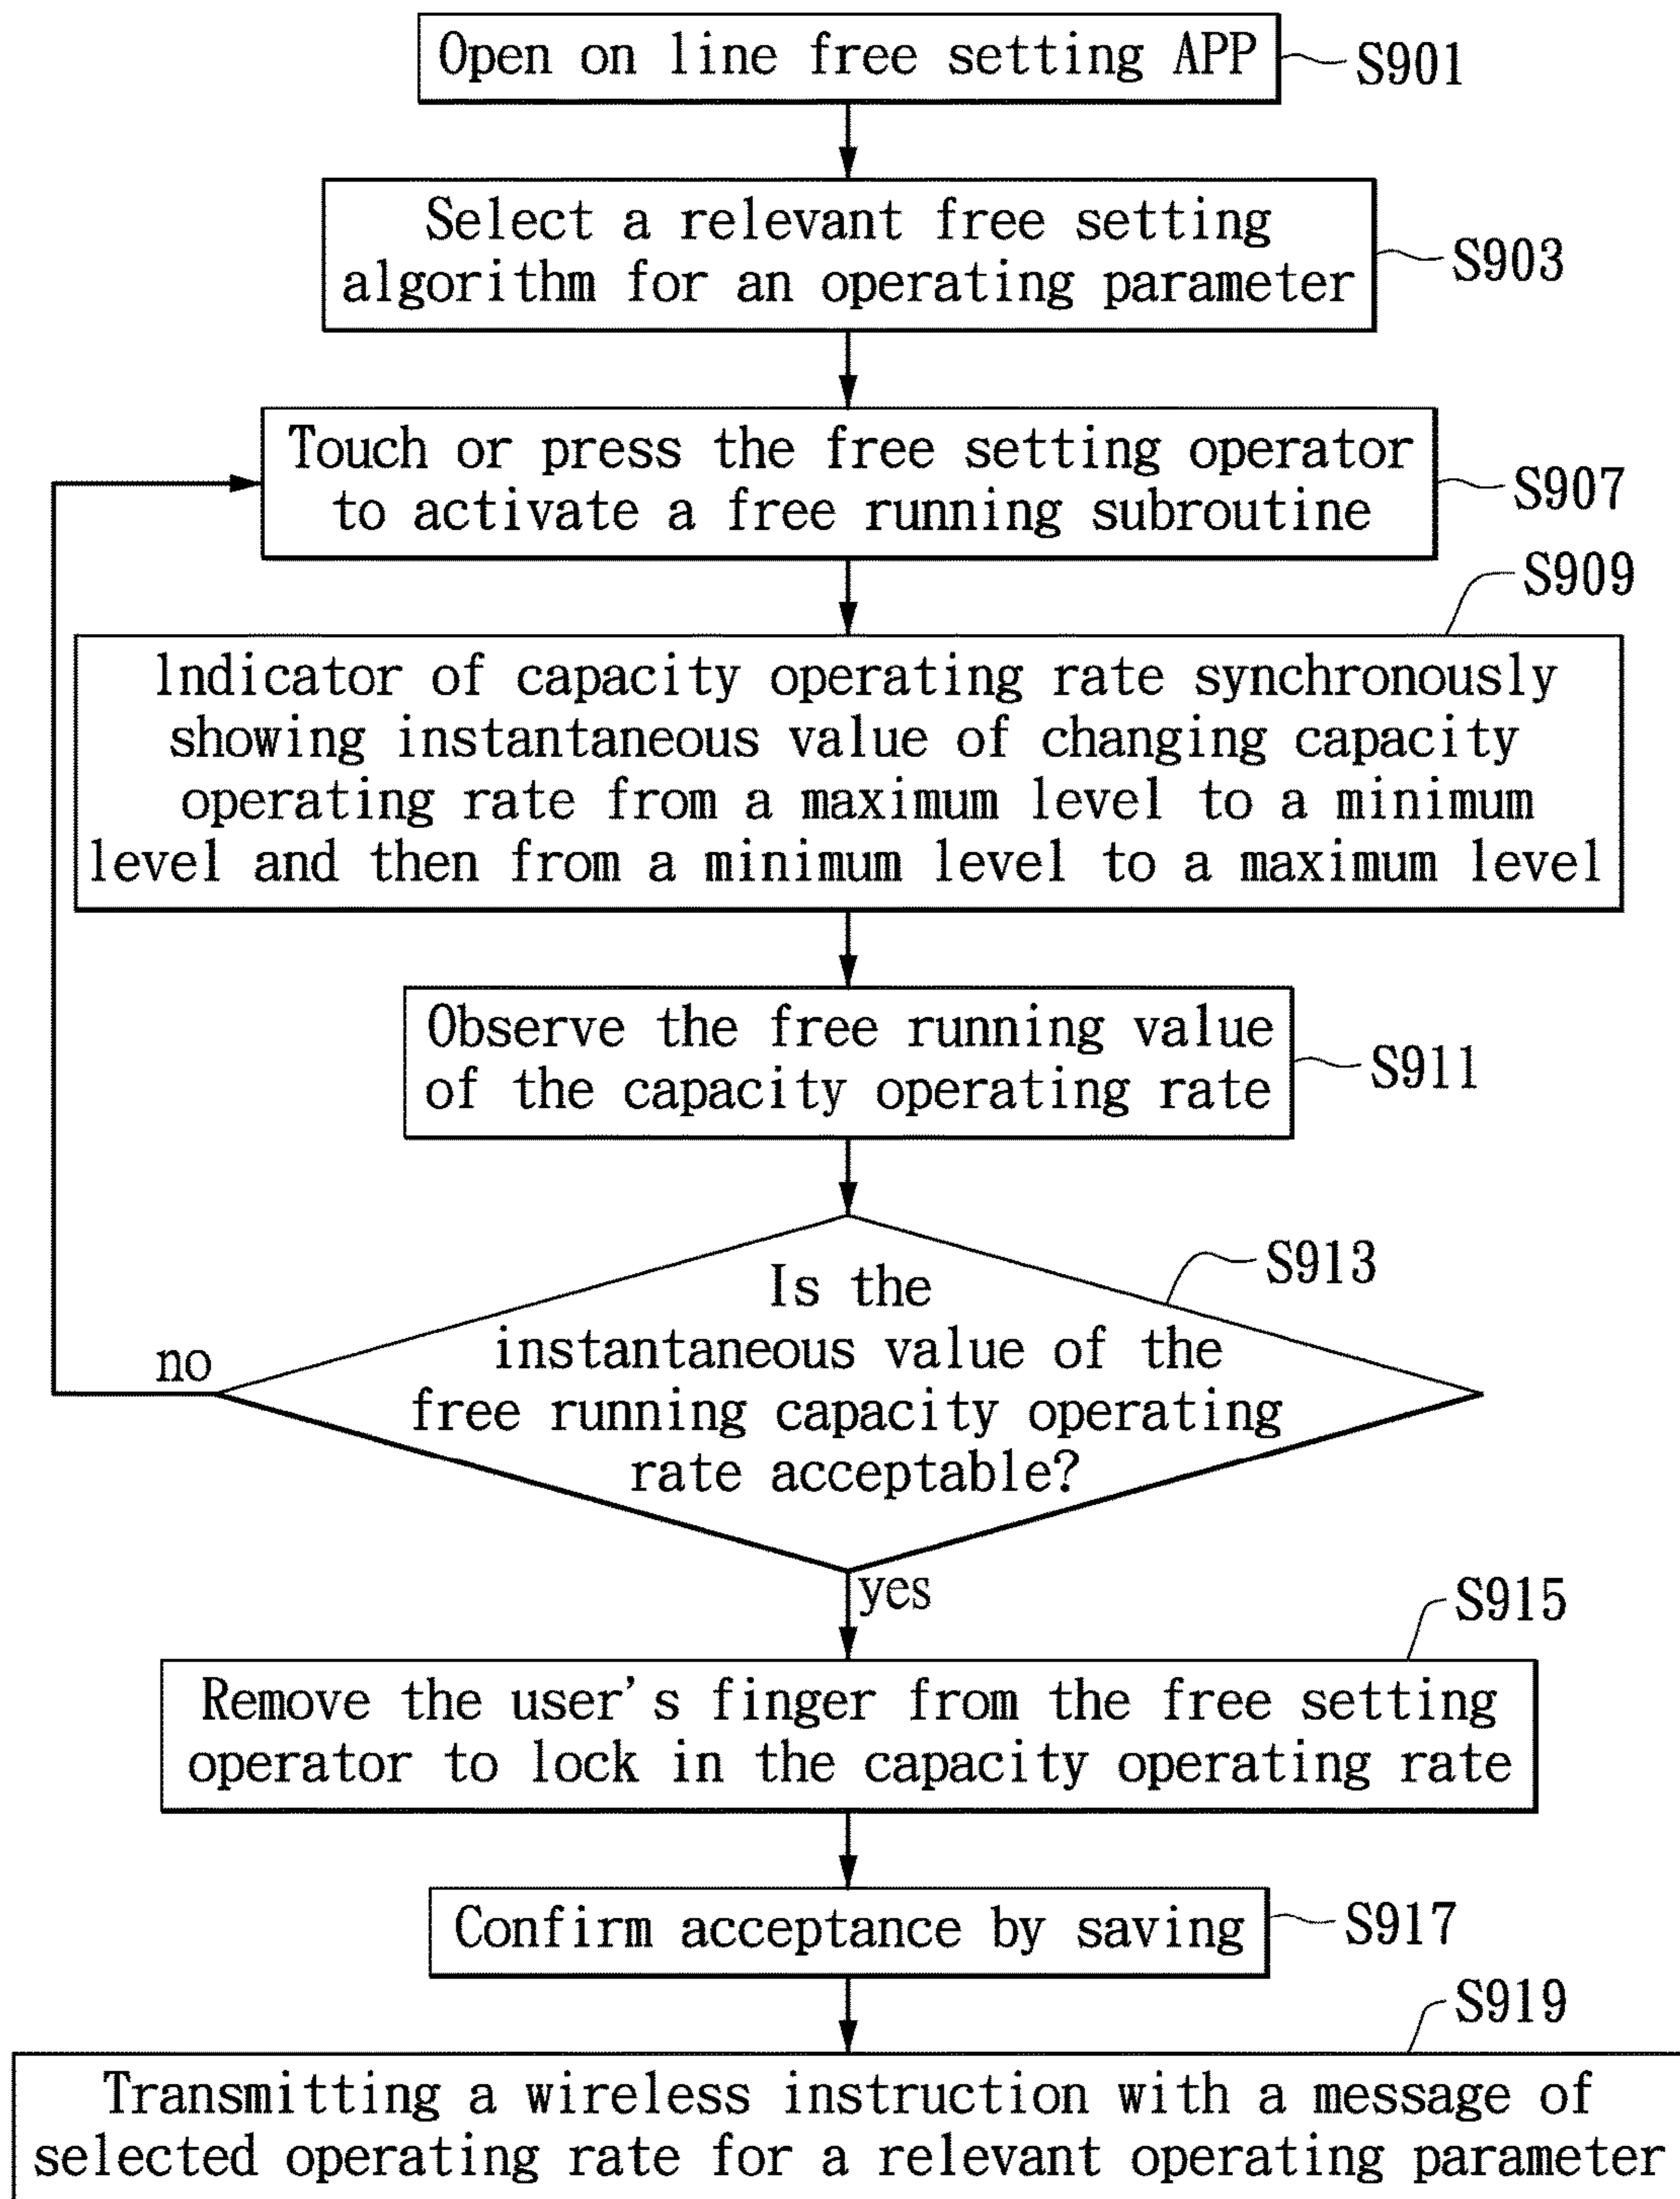 Open on line free setting APP
S901
Select a relevant free setting
algorithm for an operating parameter
S903
Touch or press the free setting operator
to activate a free running subroutine
S907
S909
Indicator of capacity operating rate synchronously
showing instantaneous value of changing capacity
operating rate from a maximum level to a minimum
level and then from a minimum level to a maximum level
Observe the free running value
of the capacity operating rate
S911
S913
Is the
instantaneous value of the
free running capacity operating
rate acceptable?
no
yes
S915
Remove the user's finger from the free setting
operator to lock in the capacity operating rate
Confirm acceptance by saving
S917
S919
Transmitting a wireless instruction with a message of
selected operating rate for a relevant operating parameter